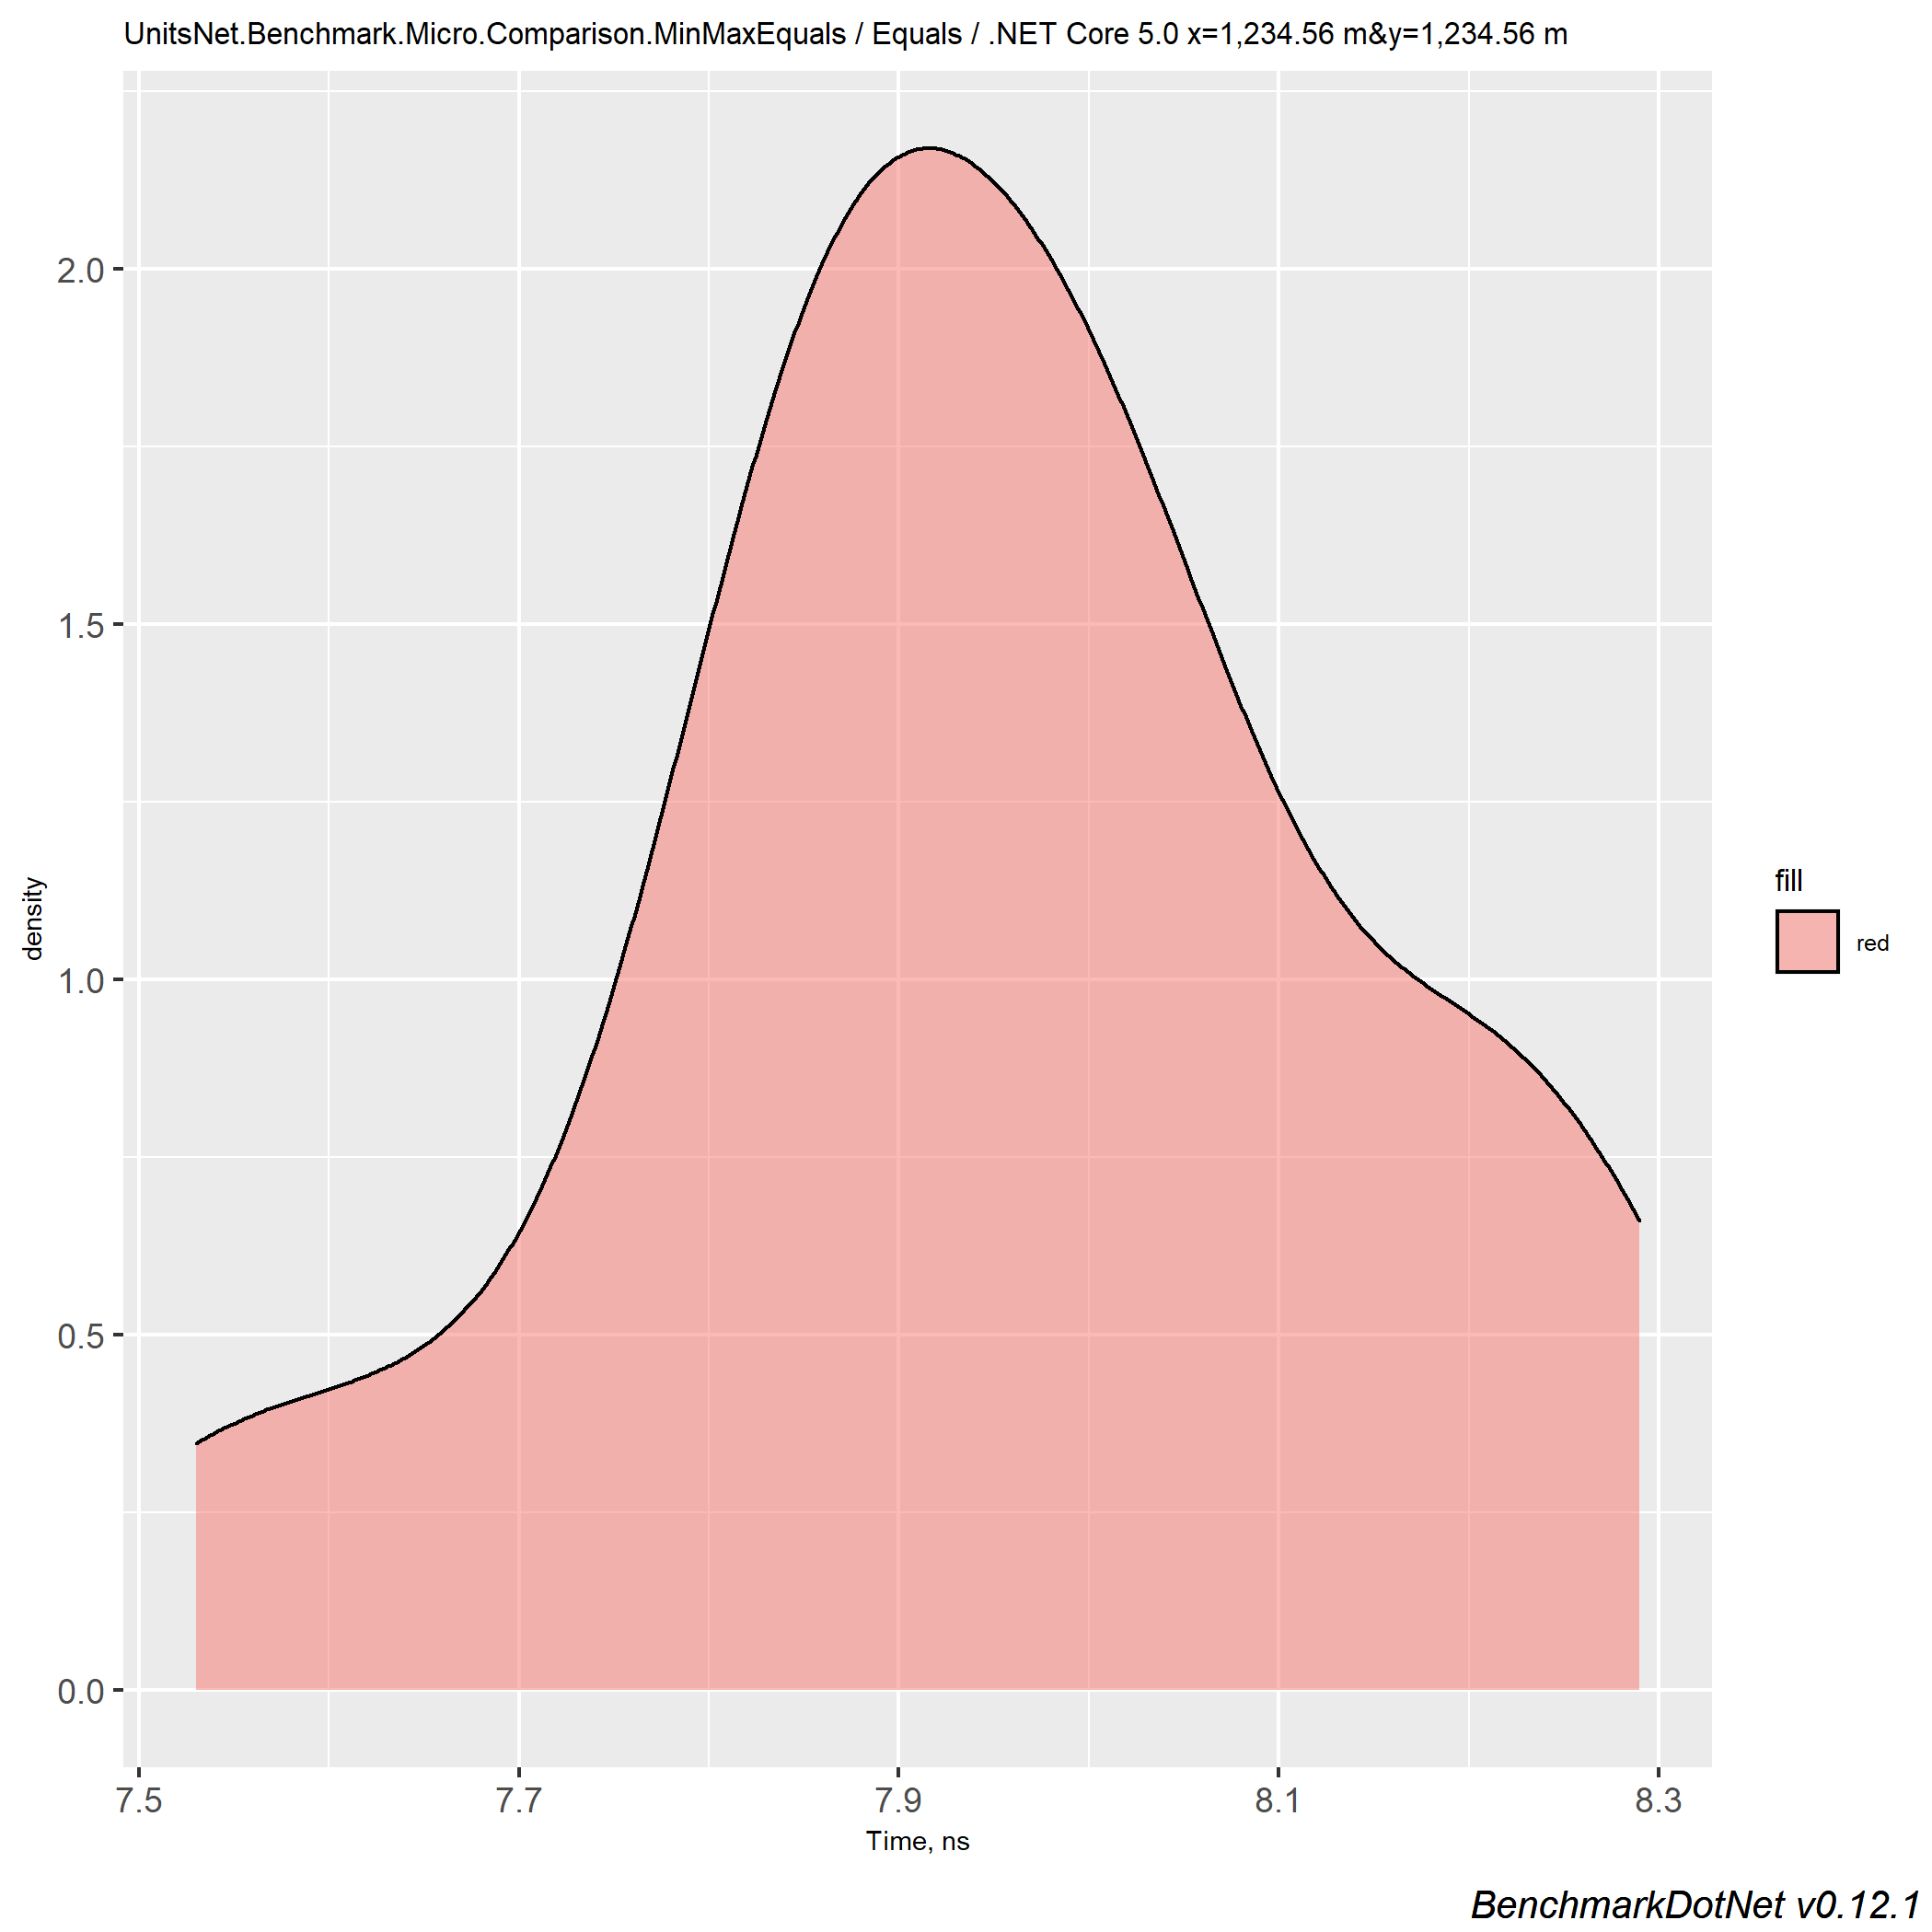 UnitsNet.Benchmark.Micro.Comparison.MinMaxEquals / Equals / .NET Core 5.0 x=1,234.56 m&y=1,234.56 m
2.0
1.5
1.0
0.5
0.0
density
7.5 7.7 7.9 8.1 8.3
Time, ns
fill
red
BenchmarkDotNet v0.12.1